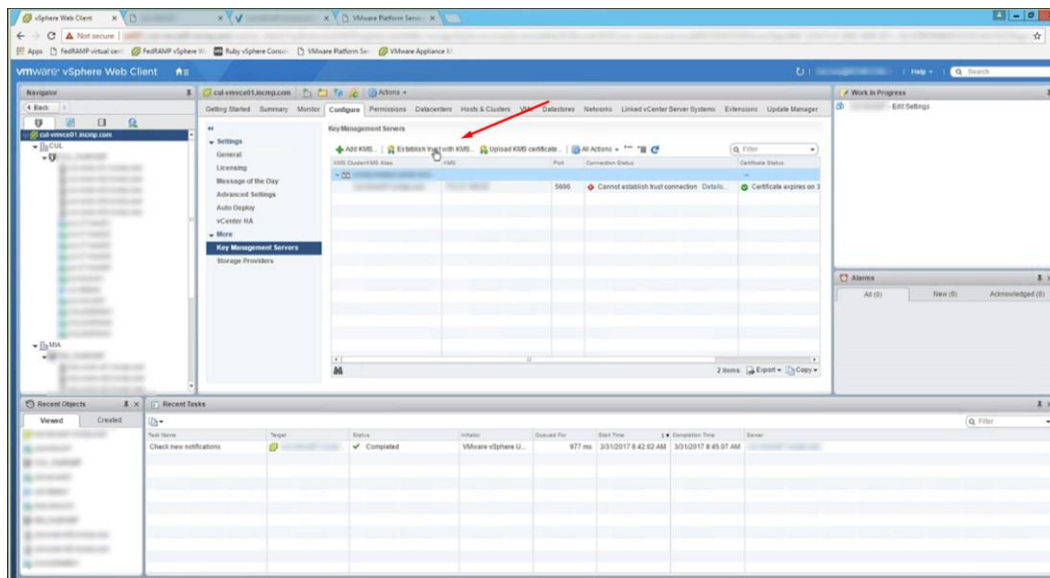 vSphere Web Client
VMware Platform Servi
Not secure
Apps FedRAMP virtual cen FedRAMP vSphere W Ruby vSphere Consol VMware Platform Ser VMware Appliance M
vmware vSphere Web Client
Help
Search
Navigator
Back
cul-vmvce01.incmp.com
CUL
MIA
cul-vmvce01.incmp.com Actions
Getting Started Summary Monitor Configure Permissions Datacenters Hosts & Clusters VMs Datastores Networks Linked vCenter Server Systems Extensions Update Manager
Settings
General
Licensing
Message of the Day
Advanced Settings
Auto Deploy
vCenter HA
More
Key Management Servers
Storage Providers
Key Management Servers
Add KMS... Establish trust with KMS... Upload KMS certificate... All Actions
Filter
KMS Cluster/KMS Alias KMS Port Connection Status Certificate Status
--
5696 Cannot establish trust connection Details... Certificate expires on 3
2 items Export Copy
Work In Progress
- Edit Settings
Alarms
All (0) New (0) Acknowledged (0)
Recent Objects
Viewed Created
Recent Tasks
Filter
Task Name Target Status Initiator Queued For Start Time Completion Time Server
Check new notifications Completed VMware vSphere U... 977 ms 3/31/2017 8:42:02 AM 3/31/2017 8:45:07 AM